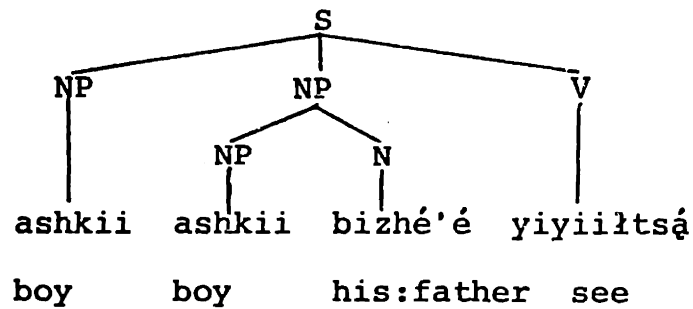 S
NP NP V
NP N
ashkii ashkii bizhé'é yiyiiłtsą́
boy boy his:father see